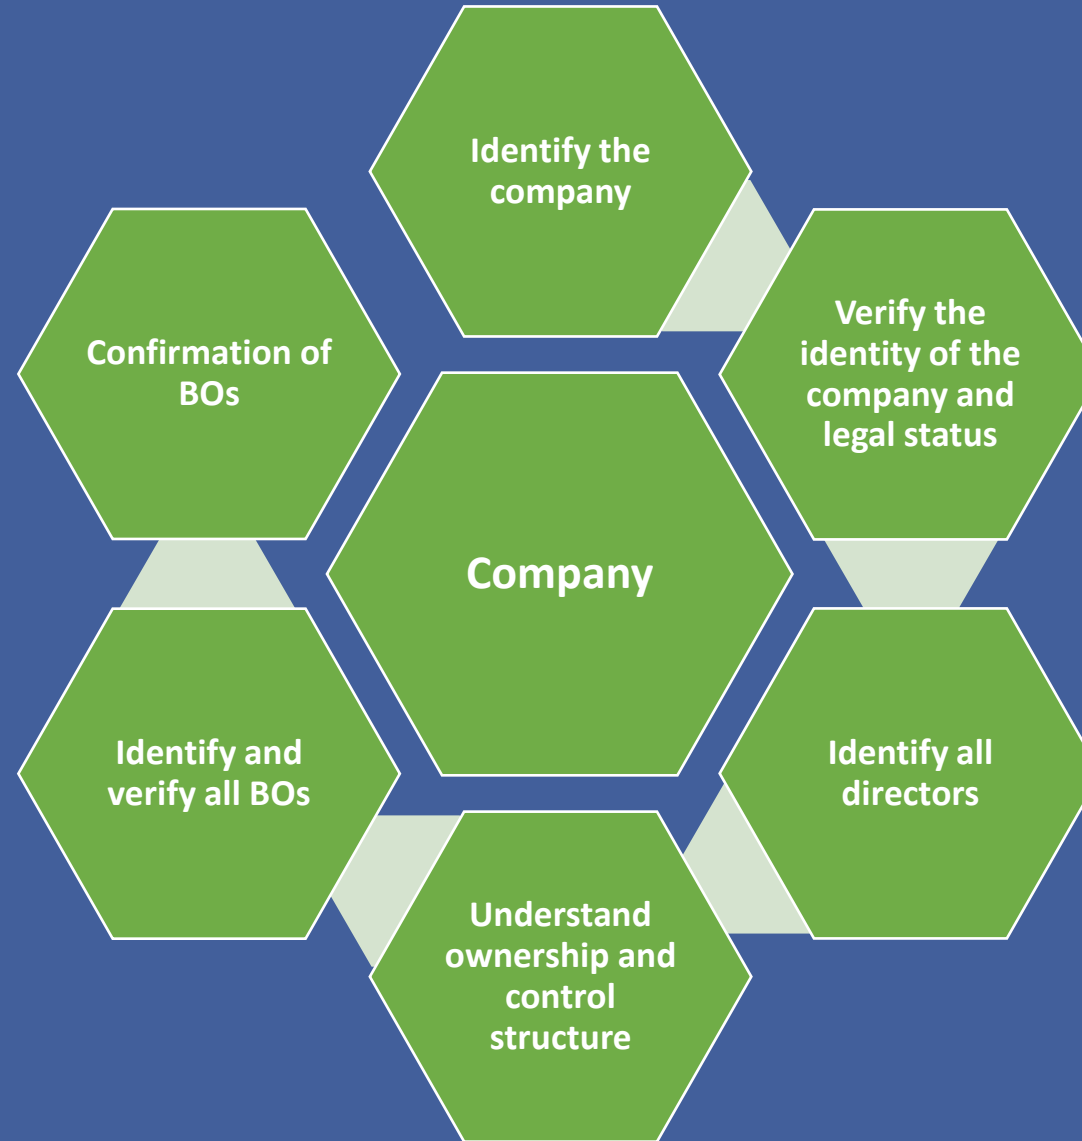 Identify the
company
Verify the
identity of the
company and
legal status
Identify all
directors
Understand
ownership and
control
structure
Identify and
verify all BOs
Confirmation of
BOs
Company